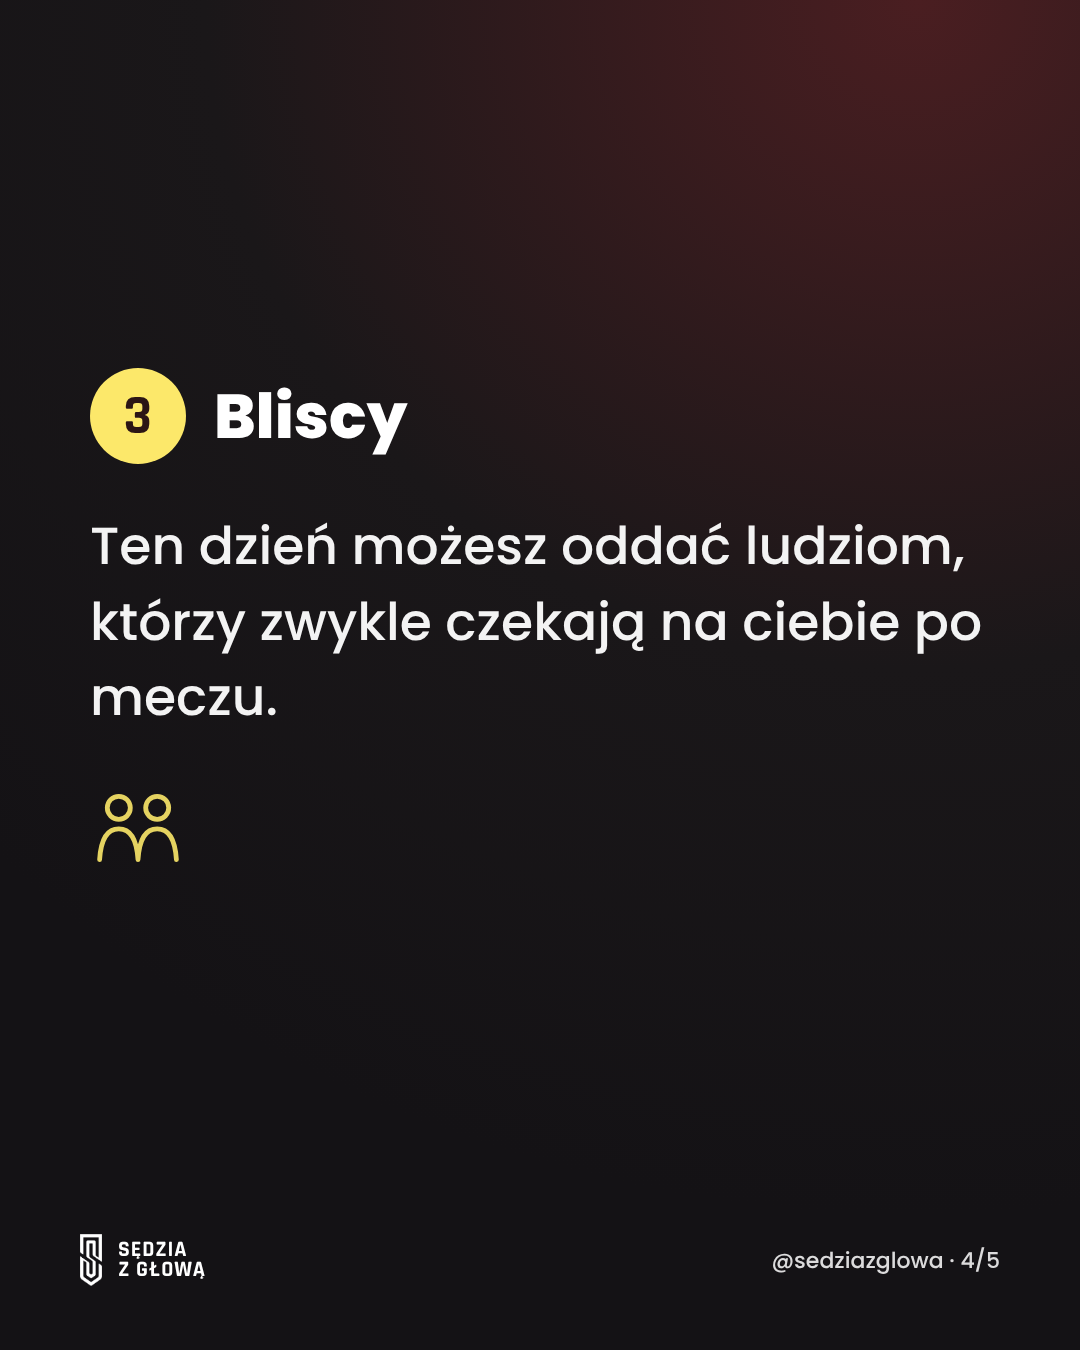 3 Bliscy
Ten dzień możesz oddać ludziom,
którzy zwykle czekają na ciebie po
meczu.
SĘDZIA
Z GŁOWĄ
@sedziazglowa · 4/5